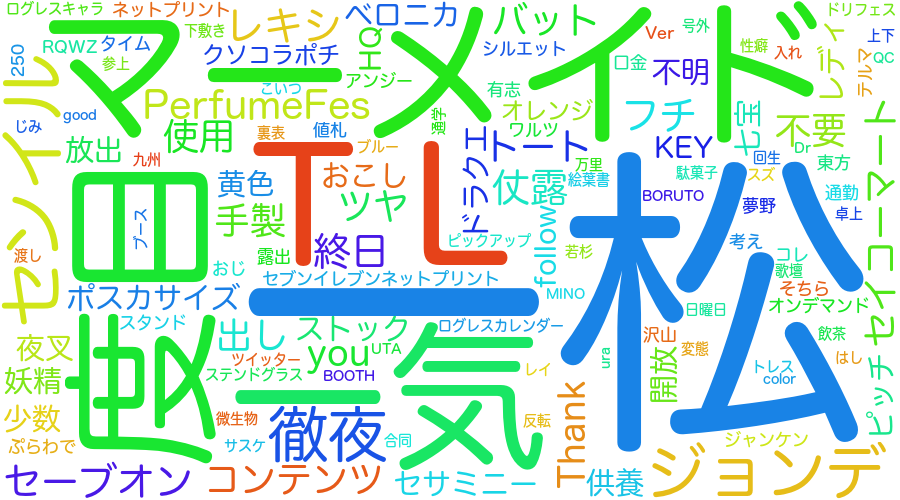 ログレスキャラ
ネットプリント
下敷き
レキシ
ベロニカ
バット
ドリフェス
RQWZ
タイム
参上
クソコラポチ
HQ
シルエット
Ver
号外
性癖
入れ
上下
QC
レディ
テルマ
250
センイル
マーメイド
こいつ
アンジー
有志
口金
不明
good
じみ
PerfumeFes
オレンジ
フチ
七宝
不要
Dr
放出
九州
使用
裏表
値札
ブルー
通学
ドラクエ
ワルツ
アート
万里
KEY
回生
東方
駄菓子
スズ
絵葉書
目
黄色
TL
おこし
ツヤ
仗露
BORUTO
夢野
通勤
卓上
ブース
手製
終日
follow
ピックアップ
若杉
松
考え
コレ
歌壇
セイコーマート
渡し
露出
おじ
セブンイレブンネットプリント
MINO
一
日曜日
そちら
オンデマンド
ポスカサイズ
スタンド
出し
ストック
ログレスカレンダー
沢山
飲茶
夜叉
度
ツイッター
you
UTA
気
ura
変態
開放
トレス
color
はし
ピッチ
妖精
ステンドグラス
BOOTH
レイ
少数
微生物
徹夜
合同
反転
Thank
ジャンケン
ぷらわで
サスケ
セーブオン
コンテンツ
セサミニー
供養
ジョンデ